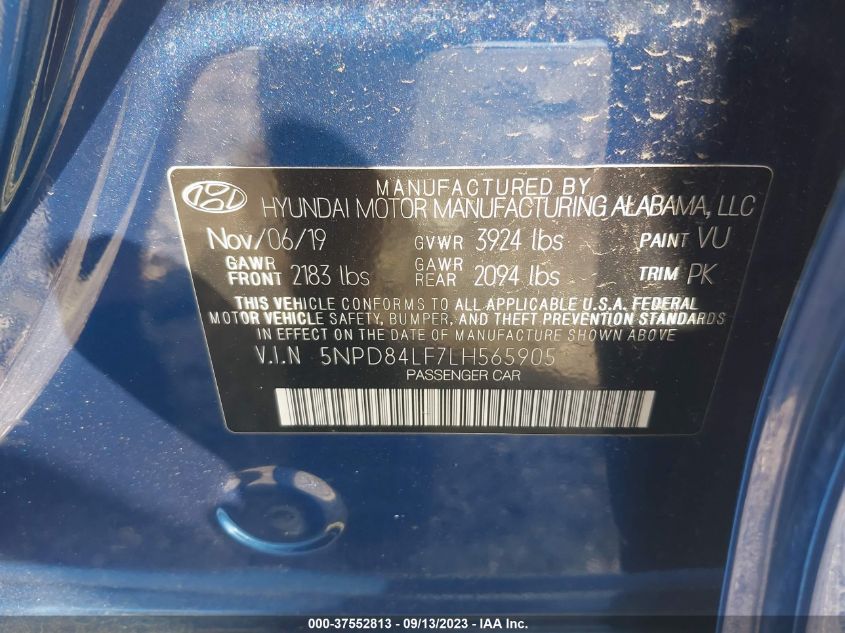 MANUFACTURED BY
HYUNDAI MOTOR MANUFACTURING ALABAMA, LLC
Nov/06/19 GVWR 3924 lbs PAINT VU
GAWR FRONT 2183 lbs GAWR REAR 2094 lbs TRIM PK
THIS VEHICLE CONFORMS TO ALL APPLICABLE U.S.A. FEDERAL
MOTOR VEHICLE SAFETY, BUMPER, AND THEFT PREVENTION STANDARDS
IN EFFECT ON THE DATE OF MANUFACTURE SHOWN ABOVE
V.I.N 5NPD84LF7LH565905
PASSENGER CAR
000-37552813 - 09/13/2023 - IAA Inc.